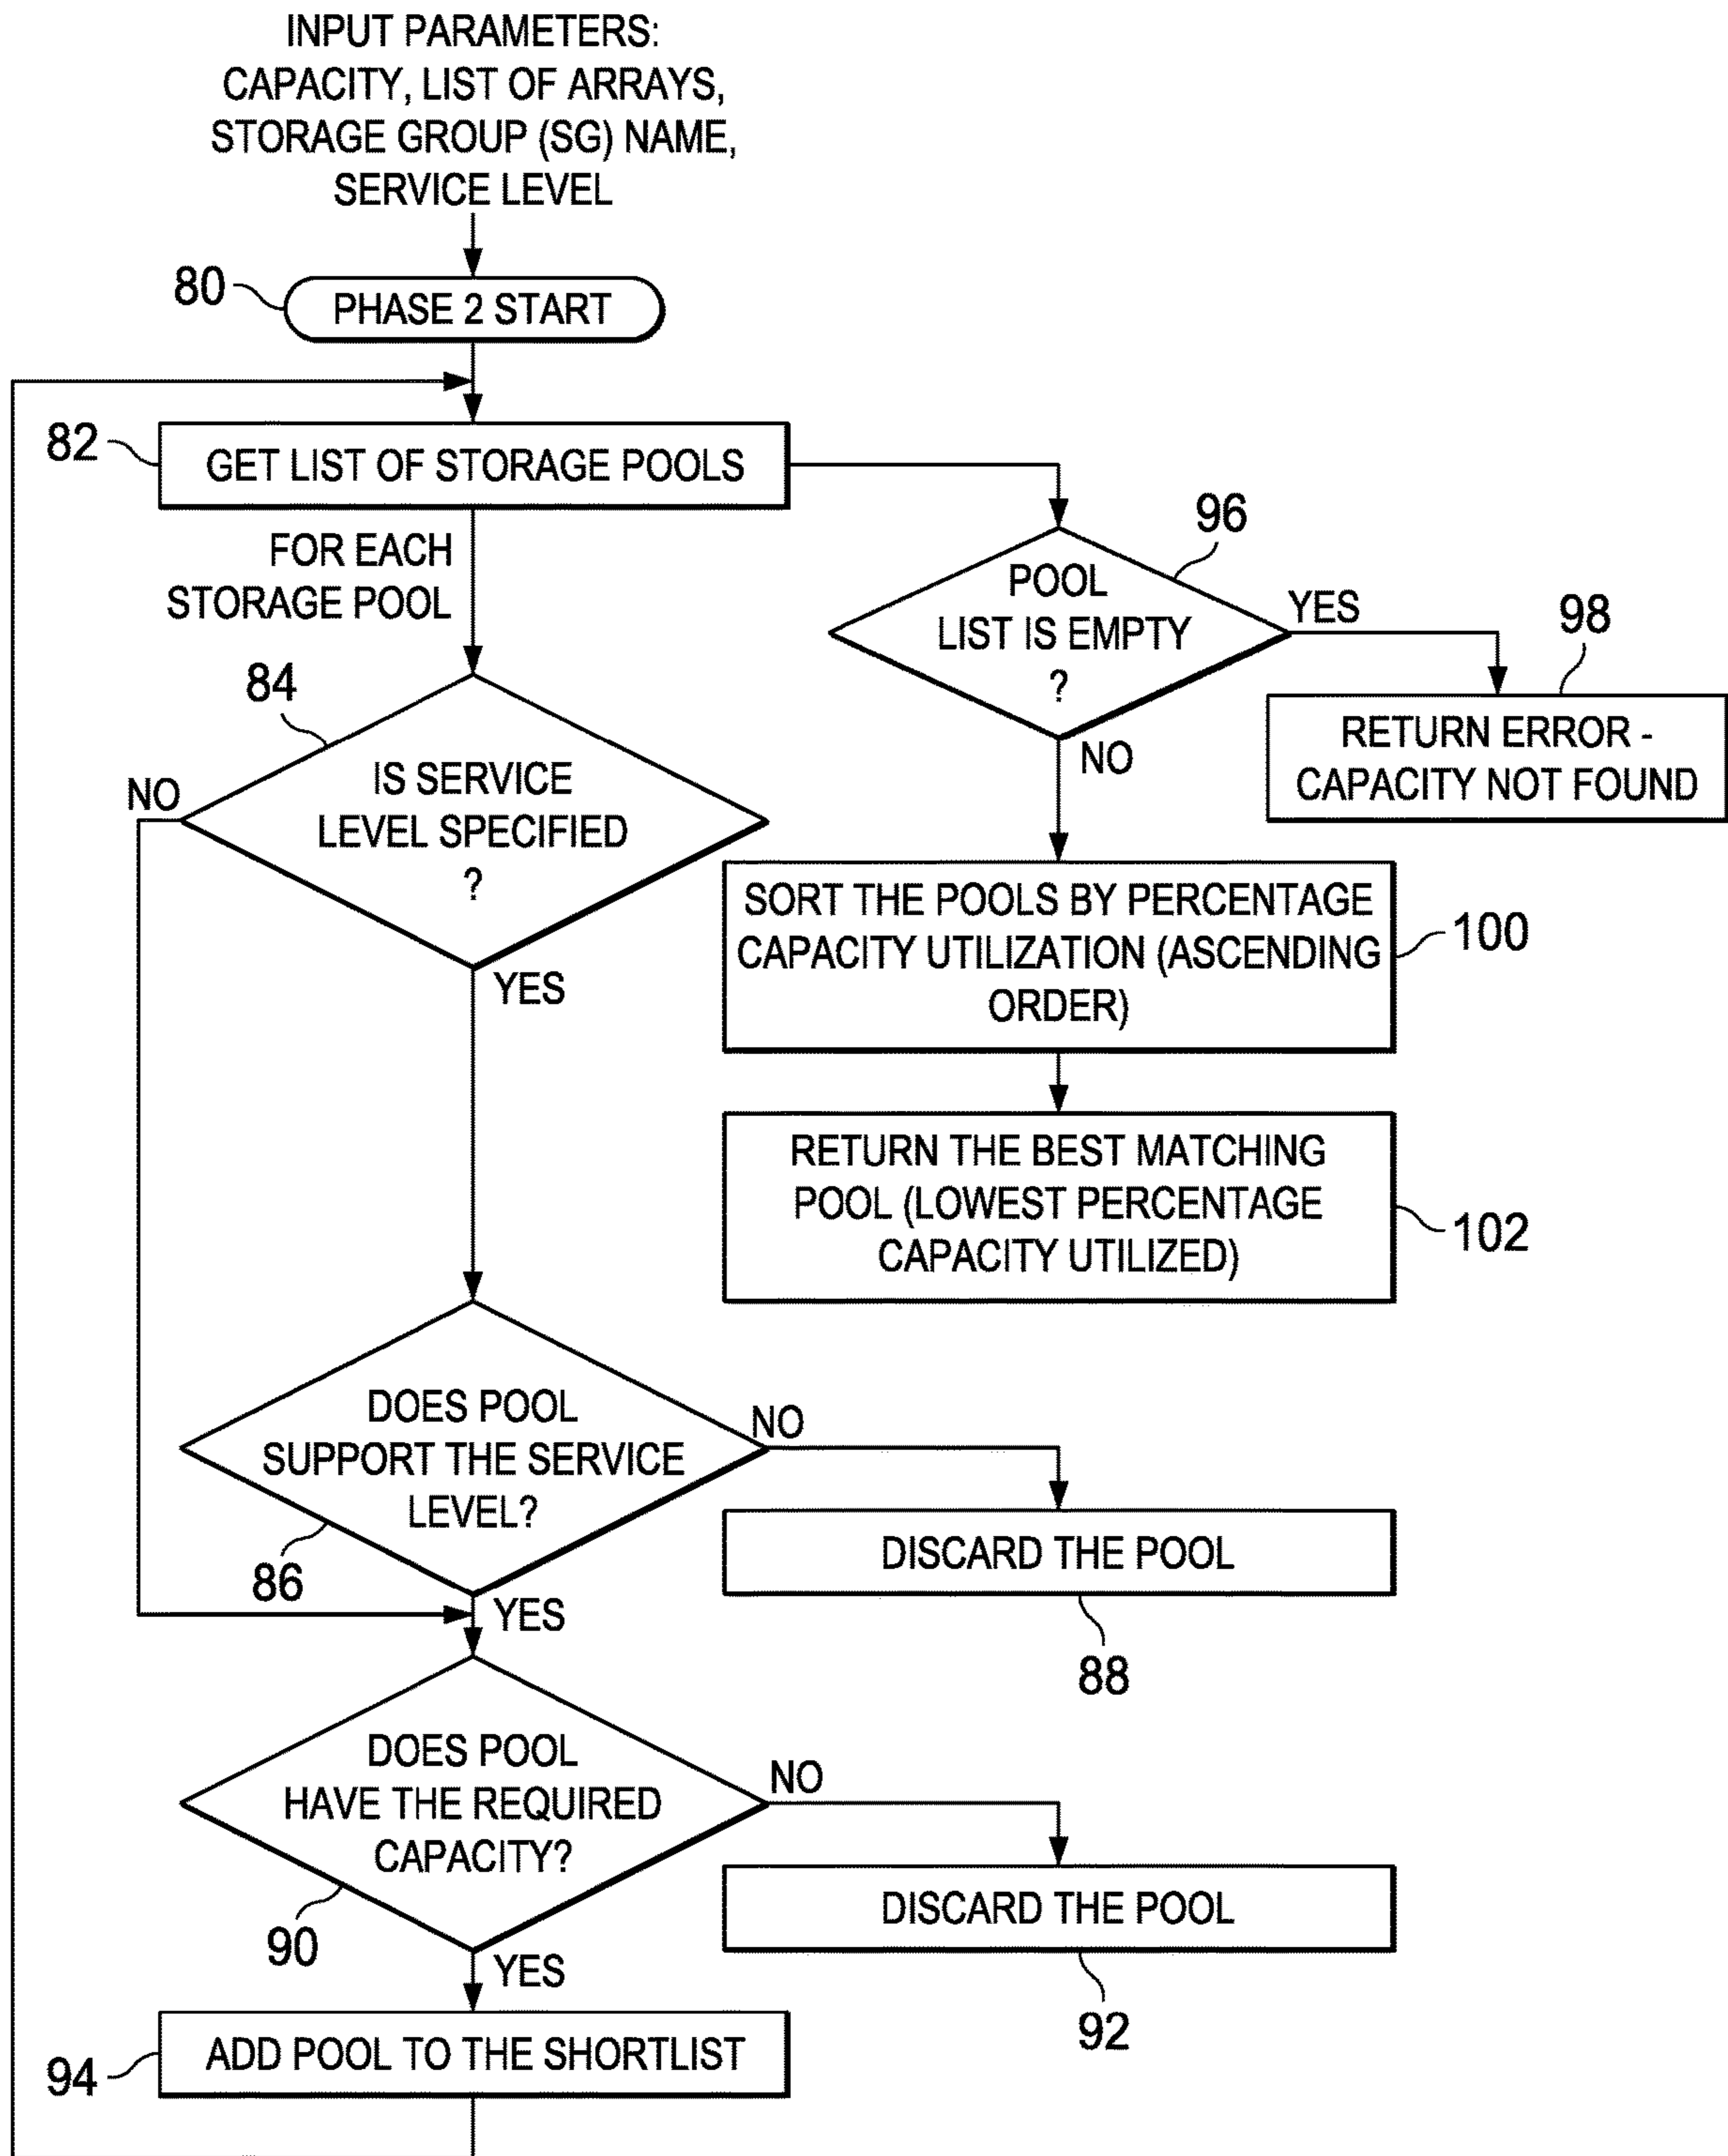 INPUT PARAMETERS:
CAPACITY, LIST OF ARRAYS,
STORAGE GROUP (SG) NAME,
SERVICE LEVEL
80
PHASE 2 START
82
GET LIST OF STORAGE POOLS
FOR EACH
STORAGE POOL
96
POOL
LIST IS EMPTY
?
YES
98
RETURN ERROR -
CAPACITY NOT FOUND
NO
84
IS SERVICE
LEVEL SPECIFIED
?
NO
YES
SORT THE POOLS BY PERCENTAGE
CAPACITY UTILIZATION (ASCENDING
ORDER)
100
RETURN THE BEST MATCHING
POOL (LOWEST PERCENTAGE
CAPACITY UTILIZED)
102
DOES POOL
SUPPORT THE SERVICE
LEVEL?
86
NO
YES
DISCARD THE POOL
88
DOES POOL
HAVE THE REQUIRED
CAPACITY?
90
NO
YES
DISCARD THE POOL
92
94
ADD POOL TO THE SHORTLIST